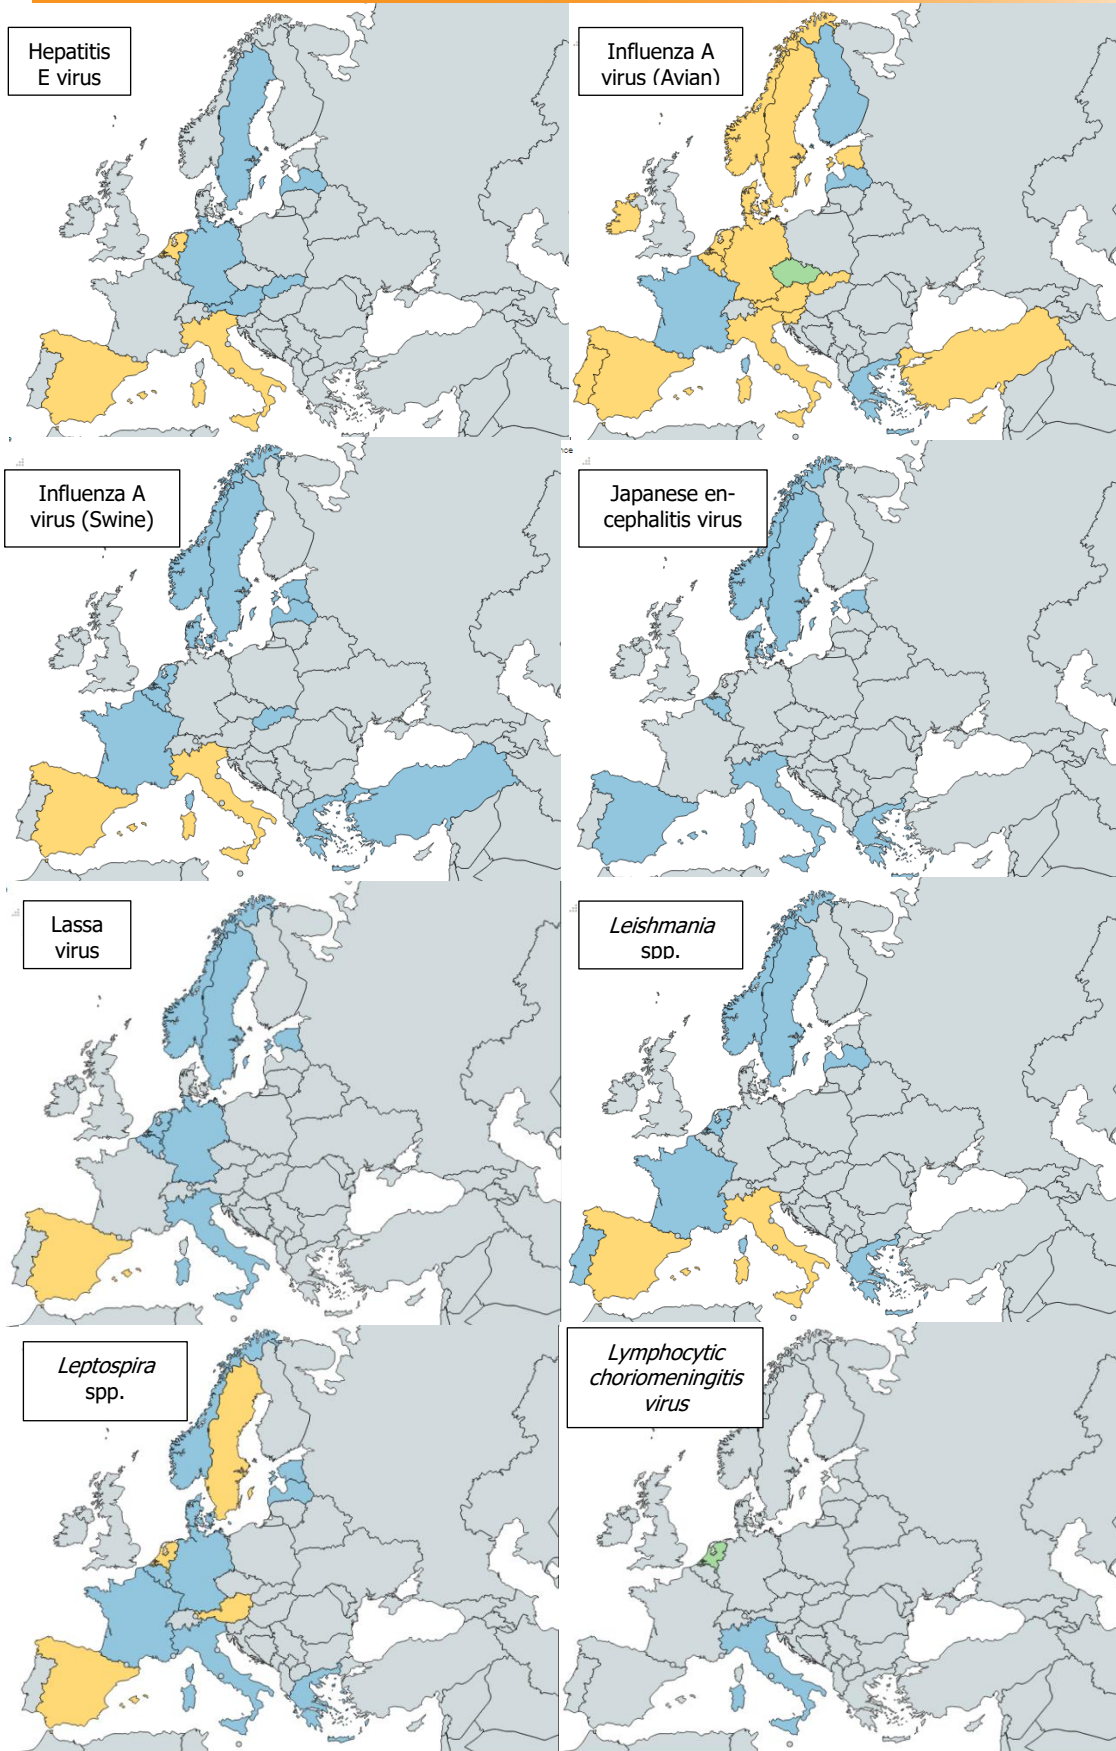 Hepatitis
E virus
Influenza A
virus (Avian)
nce
Influenza A
virus (Swine)
Japanese en-
cephalitis virus
Lassa
virus
Leishmania
spp.
Leptospira
spp.
Lymphocytic
choriomeningitis
virus